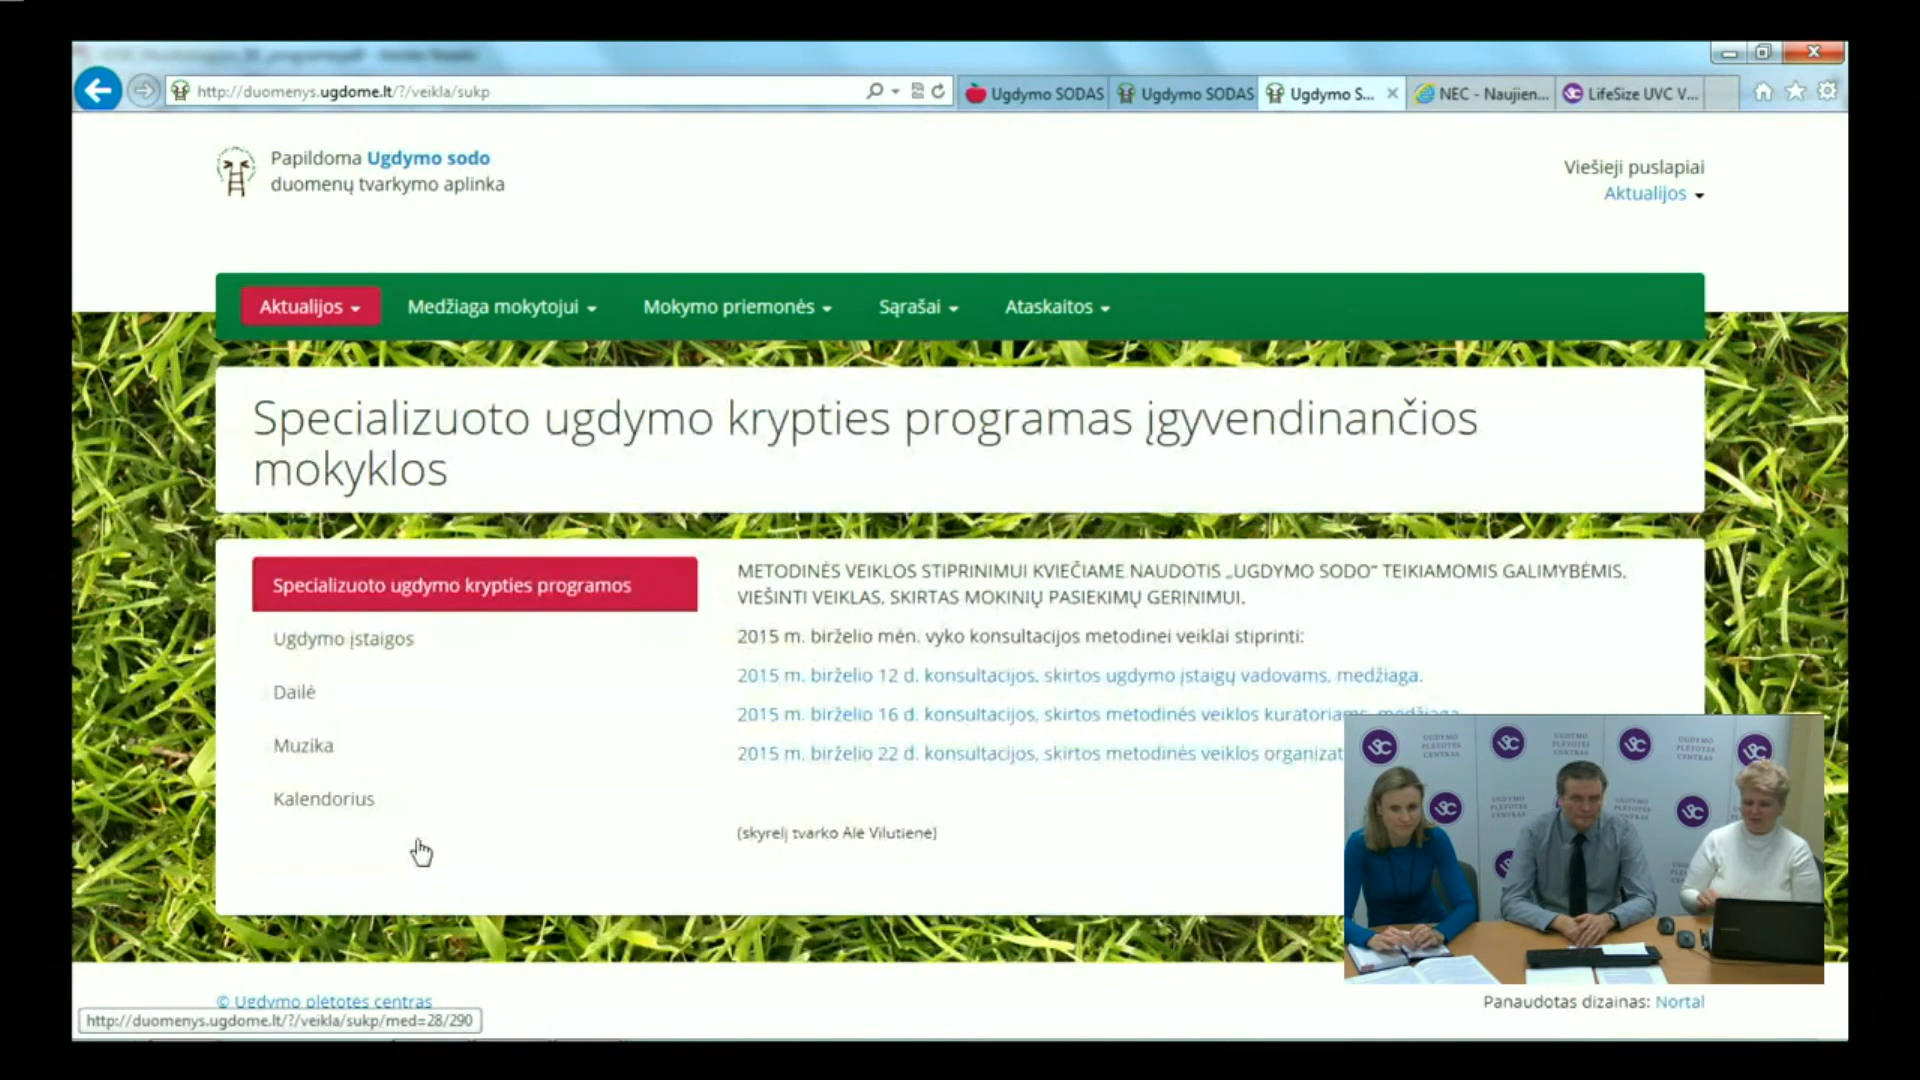 http://duomenys.ugdome.lt/?/veikla/sukp
Ugdymo SODAS
Ugdymo SODAS
Ugdymo S...
NEC - Naujien...
LifeSize UVC V...
Papildoma Ugdymo sodo
duomenų tvarkymo aplinka
Viešieji puslapiai
Aktualijos
Aktualijos
Medžiaga mokytojui
Mokymo priemonės
Sąrašai
Ataskaitos
Specializuoto ugdymo krypties programas įgyvendinančios
mokyklos
Specializuoto ugdymo krypties programos
Ugdymo įstaigos
Dailė
Muzika
Kalendorius
METODINĖS VEIKLOS STIPRINIMUI KVIEČIAME NAUDOTIS „UGDYMO SODO“ TEIKIAMOMIS GALIMYBĖMIS,
VIEŠINTI VEIKLAS, SKIRTAS MOKINIŲ PASIEKIMŲ GERINIMUI.
2015 m. birželio mėn. vyko konsultacijos metodinei veiklai stiprinti:
2015 m. birželio 12 d. konsultacijos, skirtos ugdymo įstaigų vadovams, medžiaga.
2015 m. birželio 16 d. konsultacijos, skirtos metodinės veiklos kuratoriams, medžiaga.
2015 m. birželio 22 d. konsultacijos, skirtos metodinės veiklos organizat
(skyrelį tvarko Alė Vilutienė)
UGDYMO
PLĖTOTĖS
CENTRAS
© Ugdymo plėtotės centras
Panaudotas dizainas: Nortal
http://duomenys.ugdome.lt/?/veikla/sukp/med=28/290